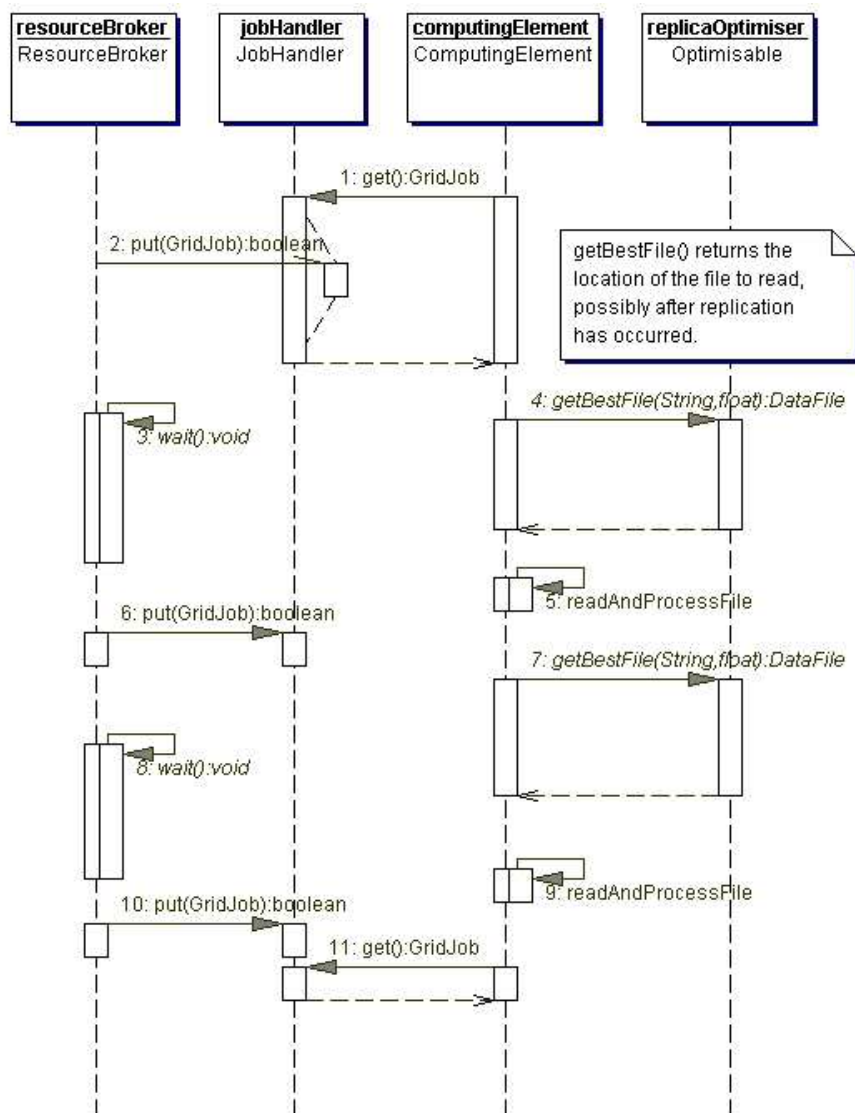 resourceBroker
ResourceBroker
jobHandler
JobHandler
computingElement
ComputingElement
replicaOptimiser
Optimisable
1: get():GridJob
2: put(GridJob):boolean
getBestFile() returns the
location of the file to read,
possibly after replication
has occurred.
4: getBestFile(String,float):DataFile
3: wait():void
5: readAndProcessFile
6: put(GridJob):boolean
7: getBestFile(String,float):DataFile
8: wait():void
9: readAndProcessFile
10: put(GridJob):boolean
11: get():GridJob